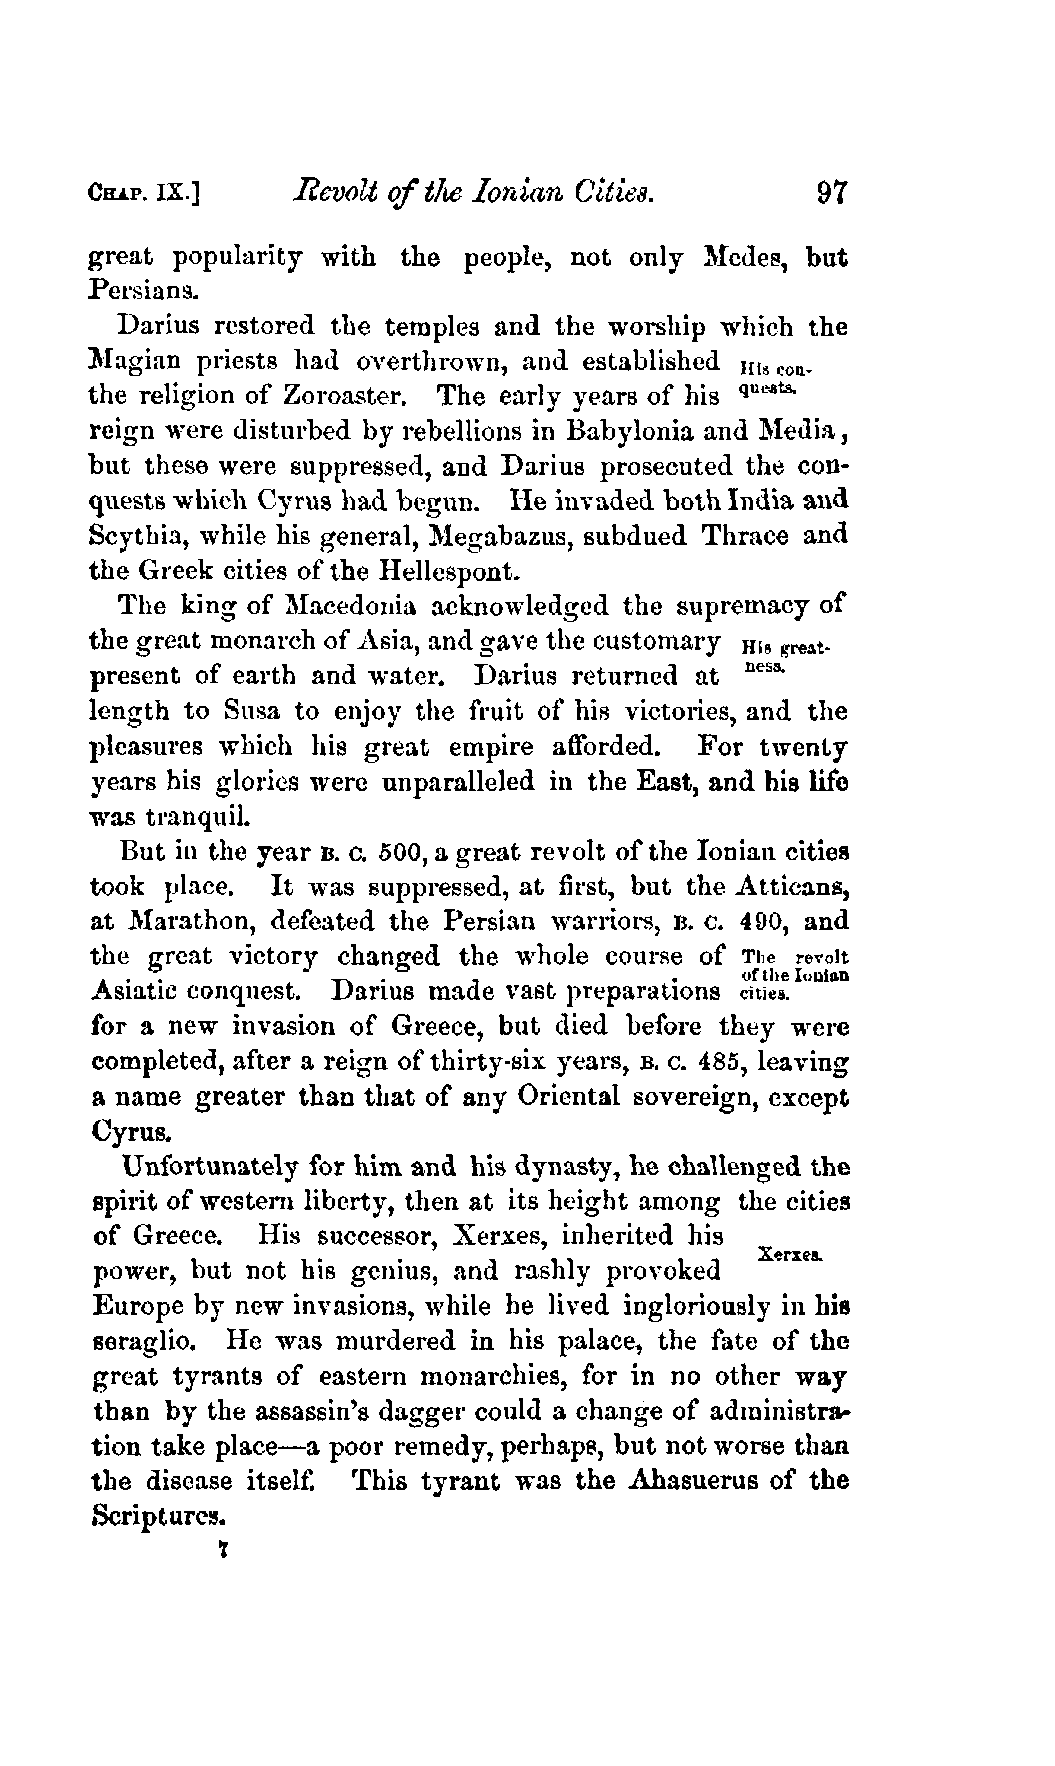 CHAP. IX.] Revolt of the Ionian Cities. 97
great popularity with the people, not only Medes, but
Persians.
Darius restored the temples and the worship which the
Magian priests had overthrown, and established His con-
the religion of Zoroaster. The early years of his quests.
reign were disturbed by rebellions in Babylonia and Media,
but these were suppressed, and Darius prosecuted the con-
quests which Cyrus had begun. He invaded both India and
Scythia, while his general, Megabazus, subdued Thrace and
the Greek cities of the Hellespont.
The king of Macedonia acknowledged the supremacy of
the great monarch of Asia, and gave the customary His great-
present of earth and water. Darius returned at ness.
length to Susa to enjoy the fruit of his victories, and the
pleasures which his great empire afforded. For twenty
years his glories were unparalleled in the East, and his life
was tranquil.
But in the year B. C. 500, a great revolt of the Ionian cities
took place. It was suppressed, at first, but the Atticans,
at Marathon, defeated the Persian warriors, B. C. 490, and
the great victory changed the whole course of The revolt
of the Ionian
Asiatic conquest. Darius made vast preparations cities.
for a new invasion of Greece, but died before they were
completed, after a reign of thirty-six years, B. C. 485, leaving
a name greater than that of any Oriental sovereign, except
Cyrus.
Unfortunately for him and his dynasty, he challenged the
spirit of western liberty, then at its height among the cities
of Greece. His successor, Xerxes, inherited his
Xerxes.
power, but not his genius, and rashly provoked
Europe by new invasions, while he lived ingloriously in his
seraglio. He was murdered in his palace, the fate of the
great tyrants of eastern monarchies, for in no other way
than by the assassin's dagger could a change of administra-
tion take place—a poor remedy, perhaps, but not worse than
the disease itself. This tyrant was the Ahasuerus of the
Scriptures.
7